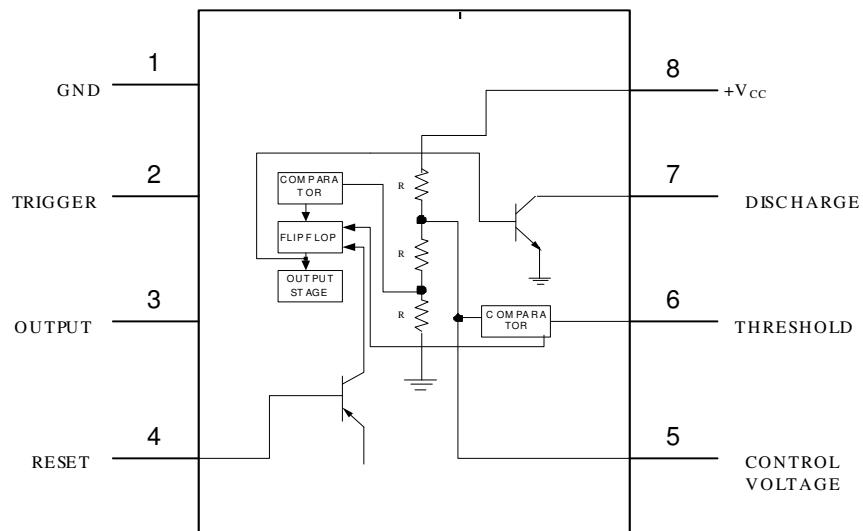 1
GND
8
+VCC
2
TRIGGER
7
DISCHARGE
COMPARA
TOR
R
FLIPFLOP
R
OUTPUT
STAGE
3
OUTPUT
6
THRESHOLD
R
COMPARA
TOR
4
RESET
5
CONTROL
VOLTAGE